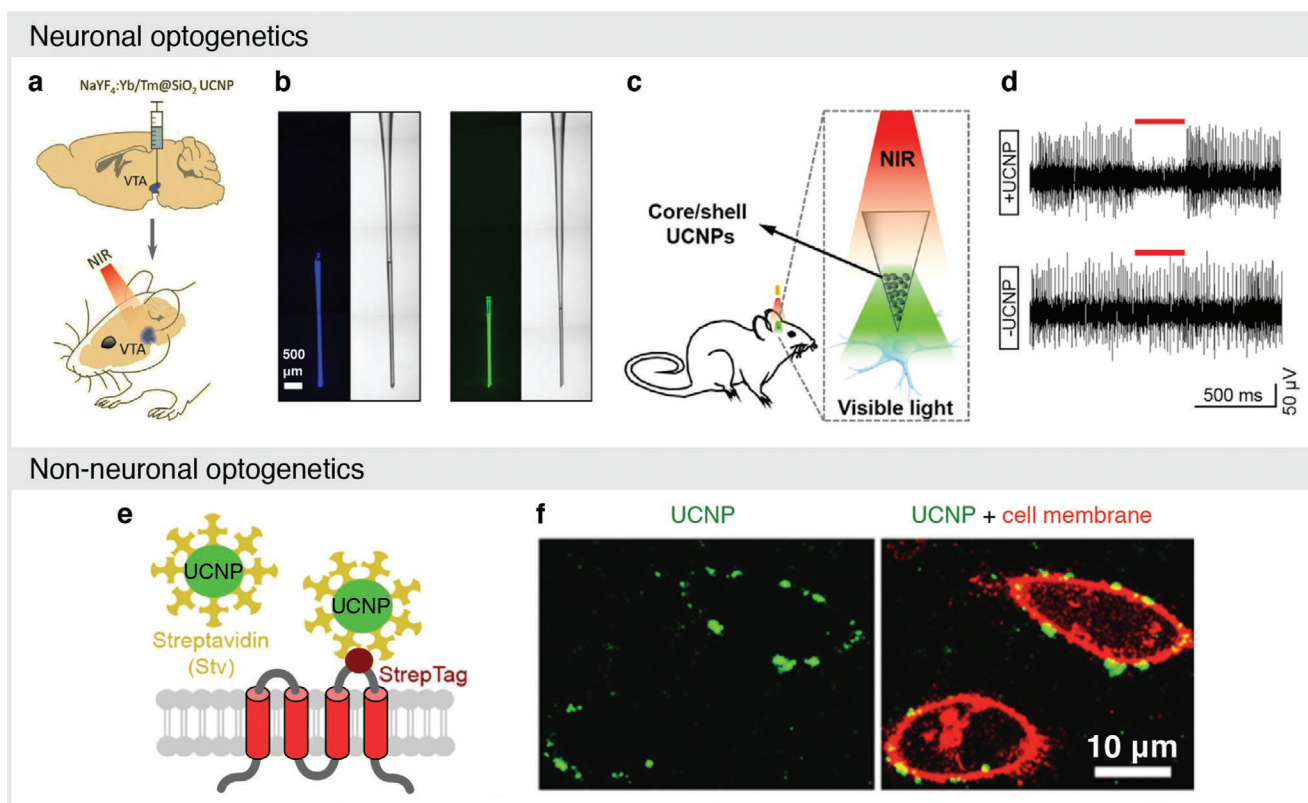 Neuronal optogenetics
a
NaYF₄:Yb/Tm@SiO₂ UCNP
VTA
NIR
VTA
b
500
µm
c
NIR
Core/shell
UCNPs
Visible light
d
+UCNP
-UCNP
500 ms
50 µV
Non-neuronal optogenetics
e
UCNP
UCNP
Streptavidin
(Stv)
StrepTag
f
UCNP
UCNP + cell membrane
10 µm